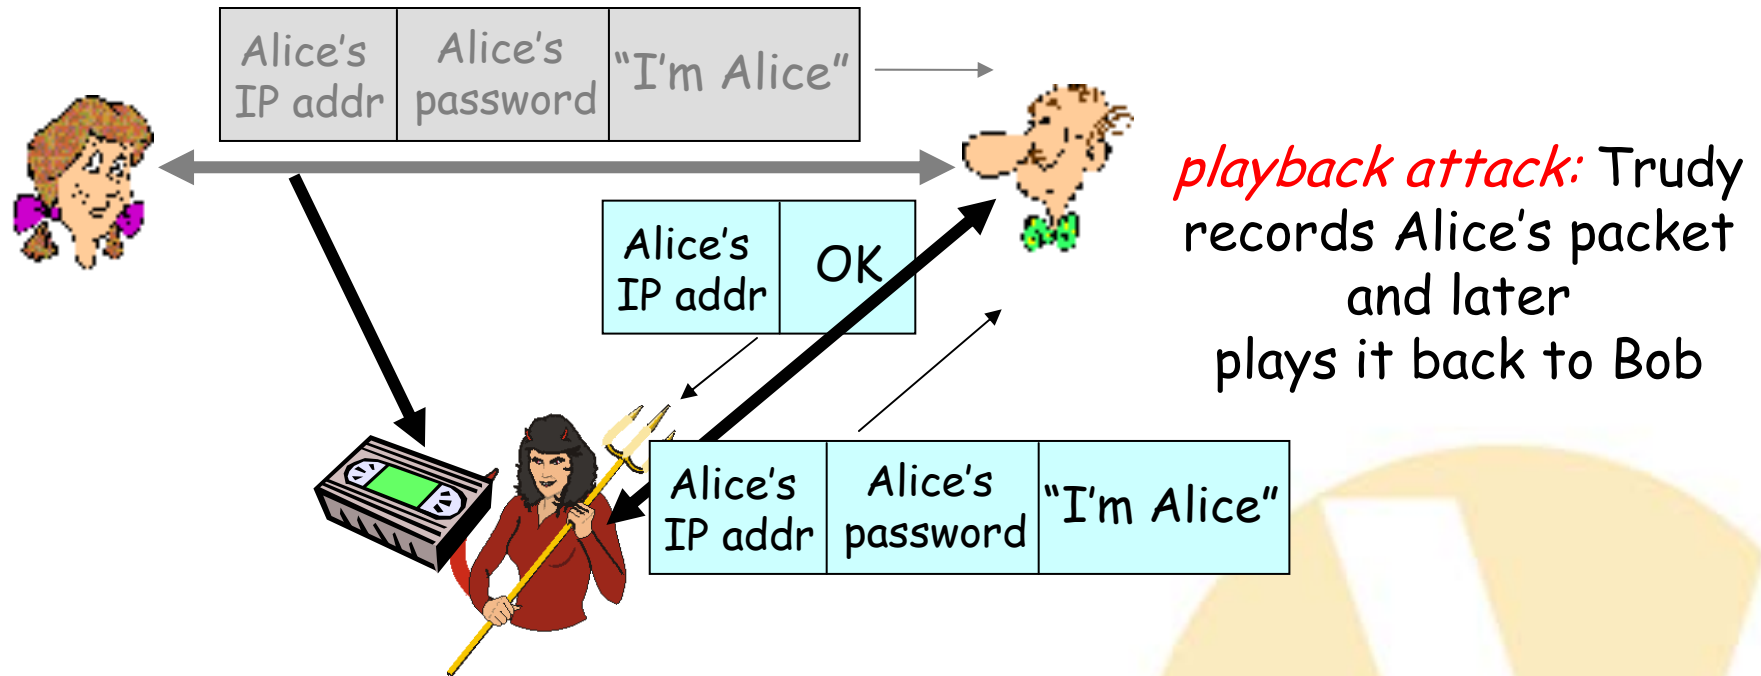 Alice’s
IP addr
Alice’s
password
“I’m Alice”
playback attack: Trudy
records Alice’s packet
and later
plays it back to Bob
Alice’s
IP addr
OK
Alice’s
IP addr
Alice’s
password
“I’m Alice”